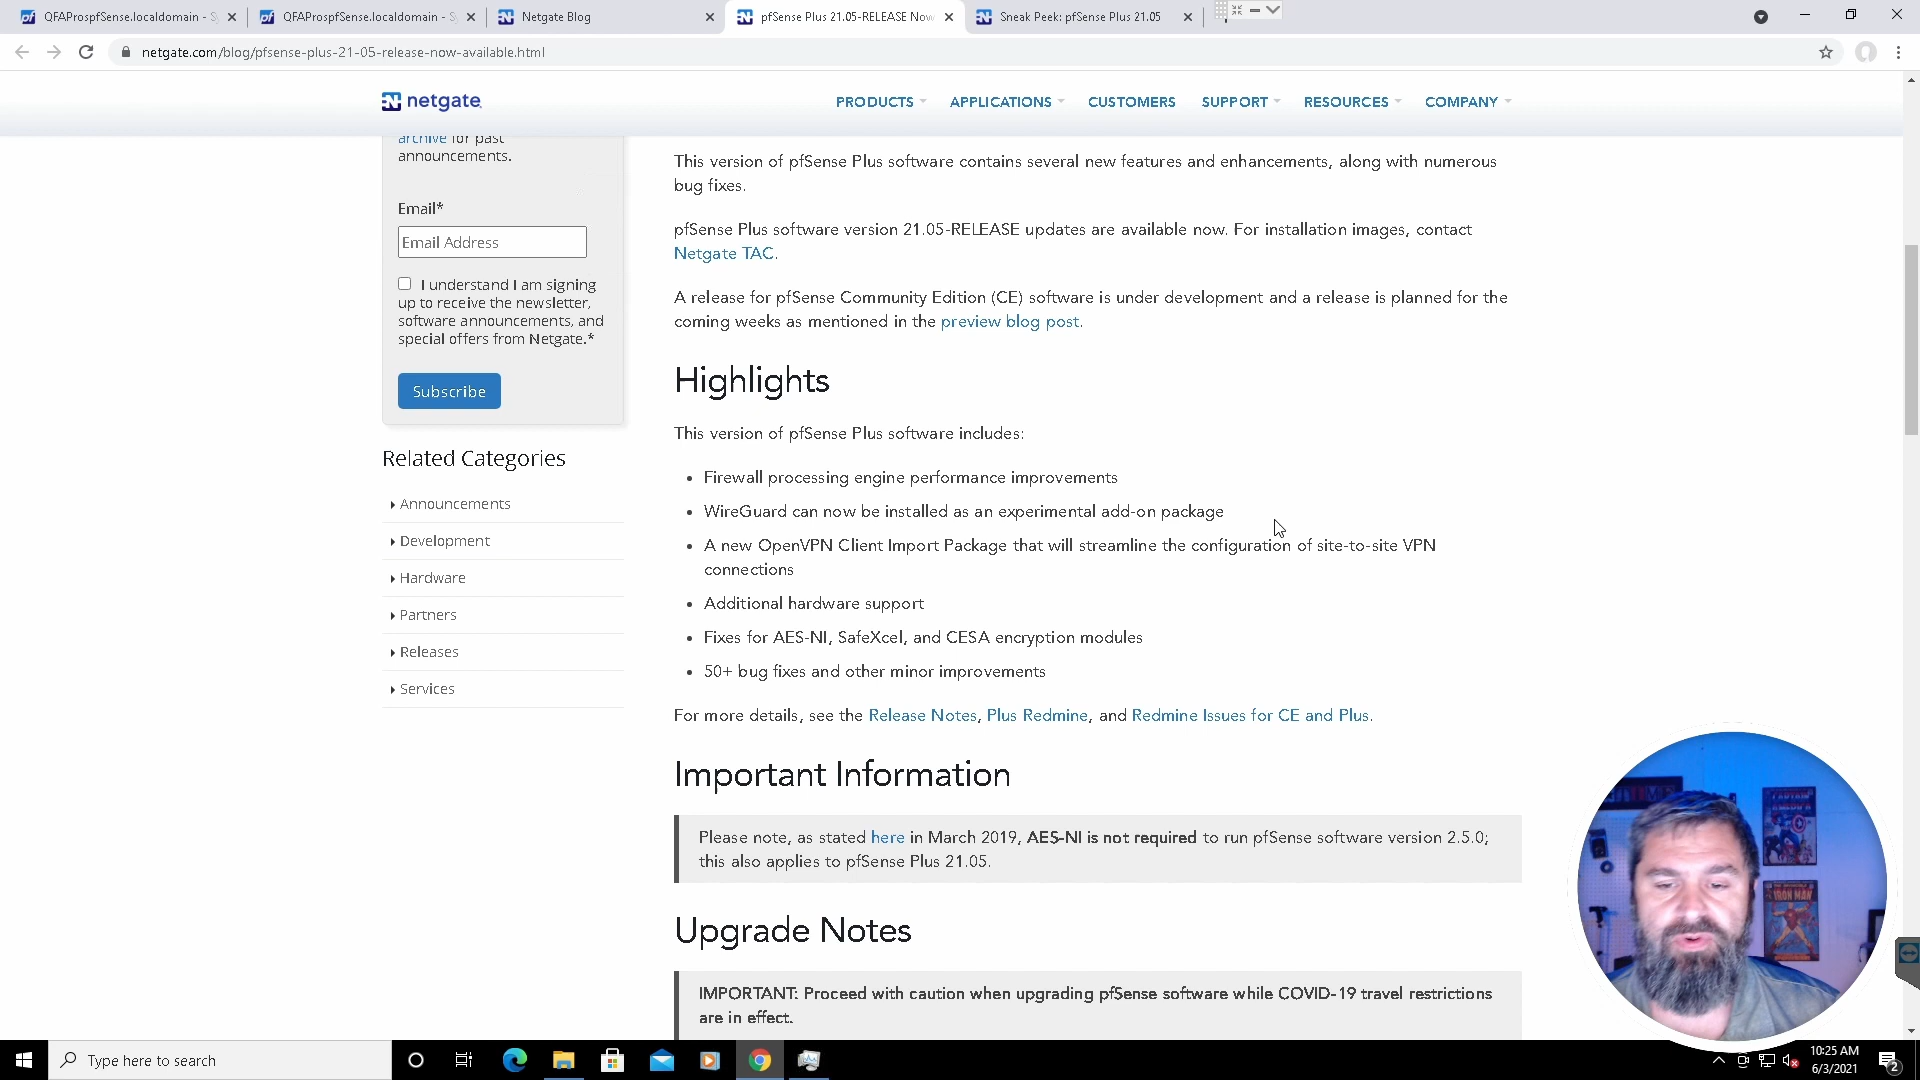 QFAProspfSense.localdomain - S
QFAProspfSense.localdomain - S
Netgate Blog
pfSense Plus 21.05-RELEASE Now
Sneak Peek: pfSense Plus 21.05
netgate.com/blog/pfsense-plus-21-05-release-now-available.html
netgate
PRODUCTS
APPLICATIONS
CUSTOMERS
SUPPORT
RESOURCES
COMPANY
archive for past
announcements.
Email*
Email Address
I understand I am signing
up to receive the newsletter,
software announcements, and
special offers from Netgate.*
Subscribe
Related Categories
Announcements
Development
Hardware
Partners
Releases
Services
This version of pfSense Plus software contains several new features and enhancements, along with numerous
bug fixes.
pfSense Plus software version 21.05-RELEASE updates are available now. For installation images, contact
Netgate TAC.
A release for pfSense Community Edition (CE) software is under development and a release is planned for the
coming weeks as mentioned in the preview blog post.
Highlights
This version of pfSense Plus software includes:
• Firewall processing engine performance improvements
• WireGuard can now be installed as an experimental add-on package
• A new OpenVPN Client Import Package that will streamline the configuration of site-to-site VPN
connections
• Additional hardware support
• Fixes for AES-NI, SafeXcel, and CESA encryption modules
• 50+ bug fixes and other minor improvements
For more details, see the Release Notes, Plus Redmine, and Redmine Issues for CE and Plus.
Important Information
Please note, as stated here in March 2019, AES-NI is not required to run pfSense software version 2.5.0;
this also applies to pfSense Plus 21.05.
Upgrade Notes
IMPORTANT: Proceed with caution when upgrading pfSense software while COVID-19 travel restrictions
are in effect.
CAPTAIN
AMERICA
IRON MAN
Type here to search
10:25 AM
6/3/2021
2